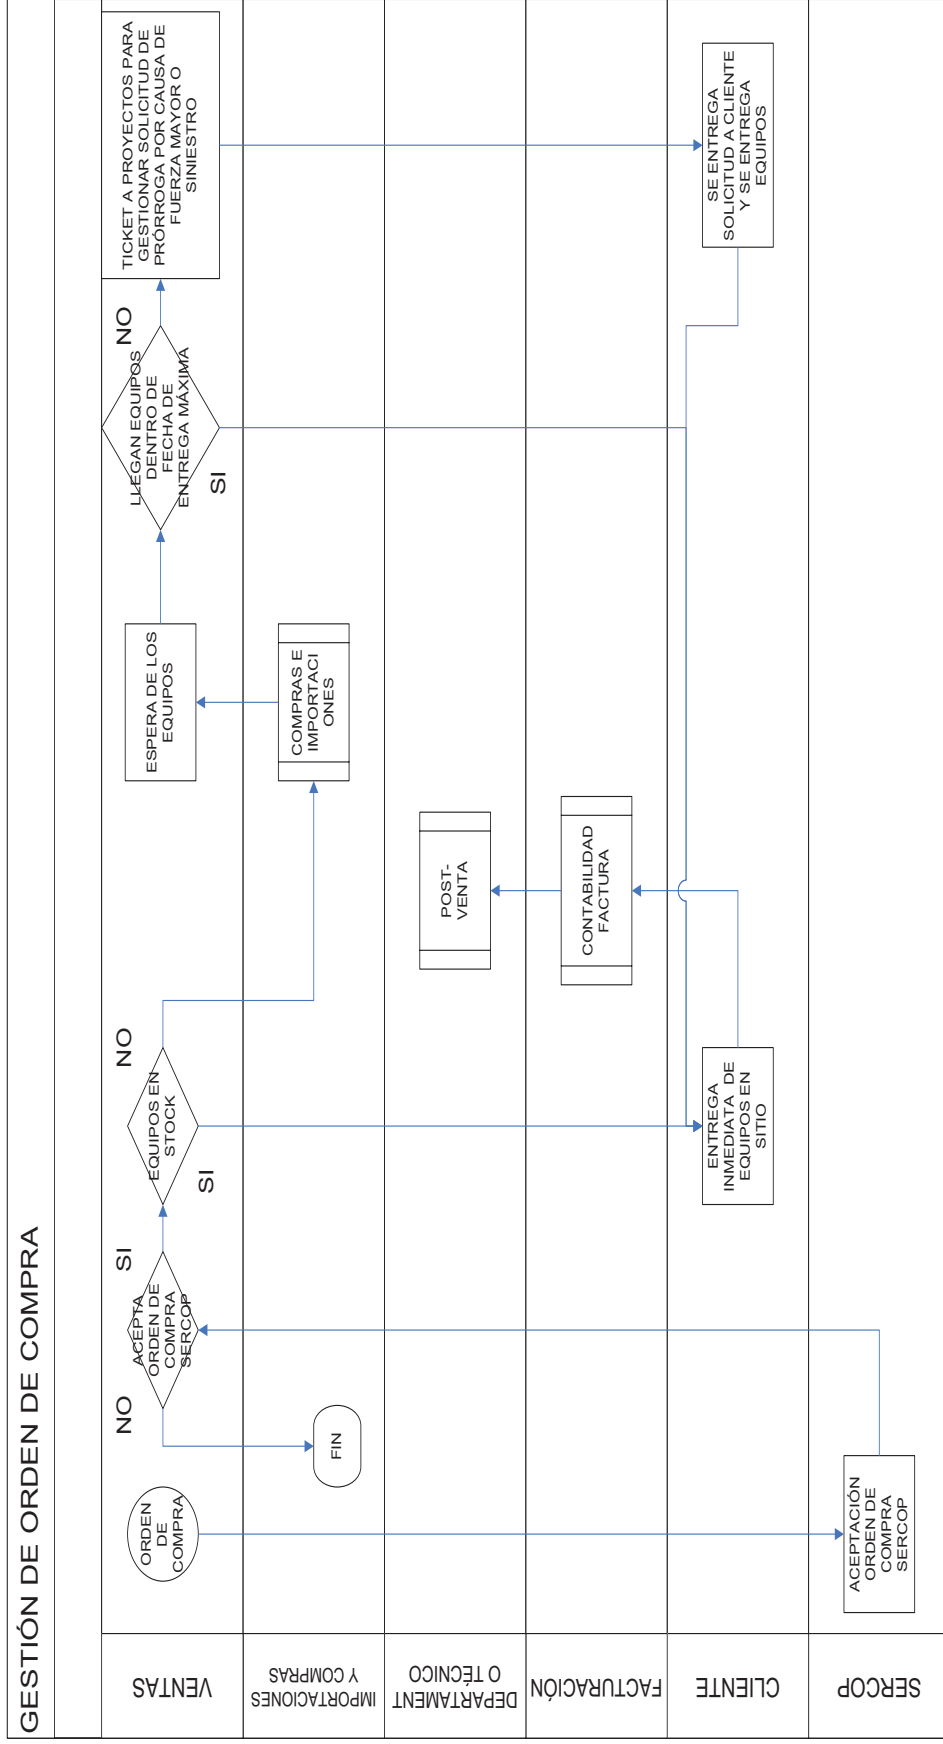 GESTIÓN DE ORDEN DE COMPRA
VENTAS
IMPORTACIONES
Y COMPRAS
DEPARTAMENT
O TÉCNICO
FACTURACIÓN
CLIENTE
SERCOP
ORDEN
DE
COMPRA
ACEPTACIÓN
ORDEN DE
COMPRA
SERCOP
NO
FIN
ACEPTA
ORDEN DE
COMPRA
SERCOP
SI
EQUIPOS EN
STOCK
SI
NO
ENTREGA
INMEDIATA DE
EQUIPOS EN
SITIO
CONTABILIDAD
FACTURA
POST-
VENTA
COMPRAS E
IMPORTACI
ONES
ESPERA DE LOS
EQUIPOS
LLEGAN EQUIPOS
DENTRO DE
FECHA DE
ENTREGA MÁXIMA
SI
NO
TICKET A PROYECTOS PARA
GESTIONAR SOLICITUD DE
PRÓRROGA POR CAUSA DE
FUERZA MAYOR O
SINIESTRO
SE ENTREGA
SOLICITUD A CLIENTE
Y SE ENTREGA
EQUIPOS